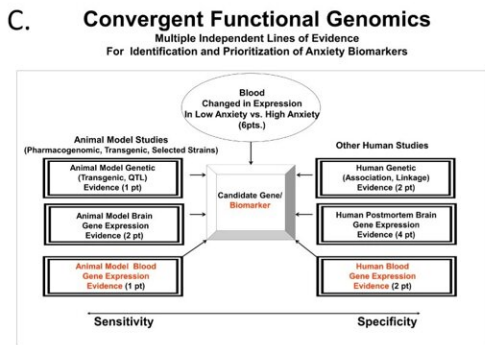 C.
Convergent Functional Genomics
Multiple Independent Lines of Evidence
For Identification and Prioritization of Anxiety Biomarkers
Blood
Changed in Expression
In Low Anxiety vs. High Anxiety
(6pts.)
Animal Model Studies
(Pharmacogenomic, Transgenic, Selected Strains)
Animal Model Genetic
(Transgenic, QTL)
Evidence (1 pt)
Animal Model Brain
Gene Expression
Evidence (2 pt)
Animal Model Blood
Gene Expression
Evidence (1 pt)
Candidate Gene/
Biomarker
Other Human Studies
Human Genetic
(Association, Linkage)
Evidence (2 pt)
Human Postmortem Brain
Gene Expression
Evidence (4 pt)
Human Blood
Gene Expression
Evidence (2 pt)
Sensitivity
Specificity